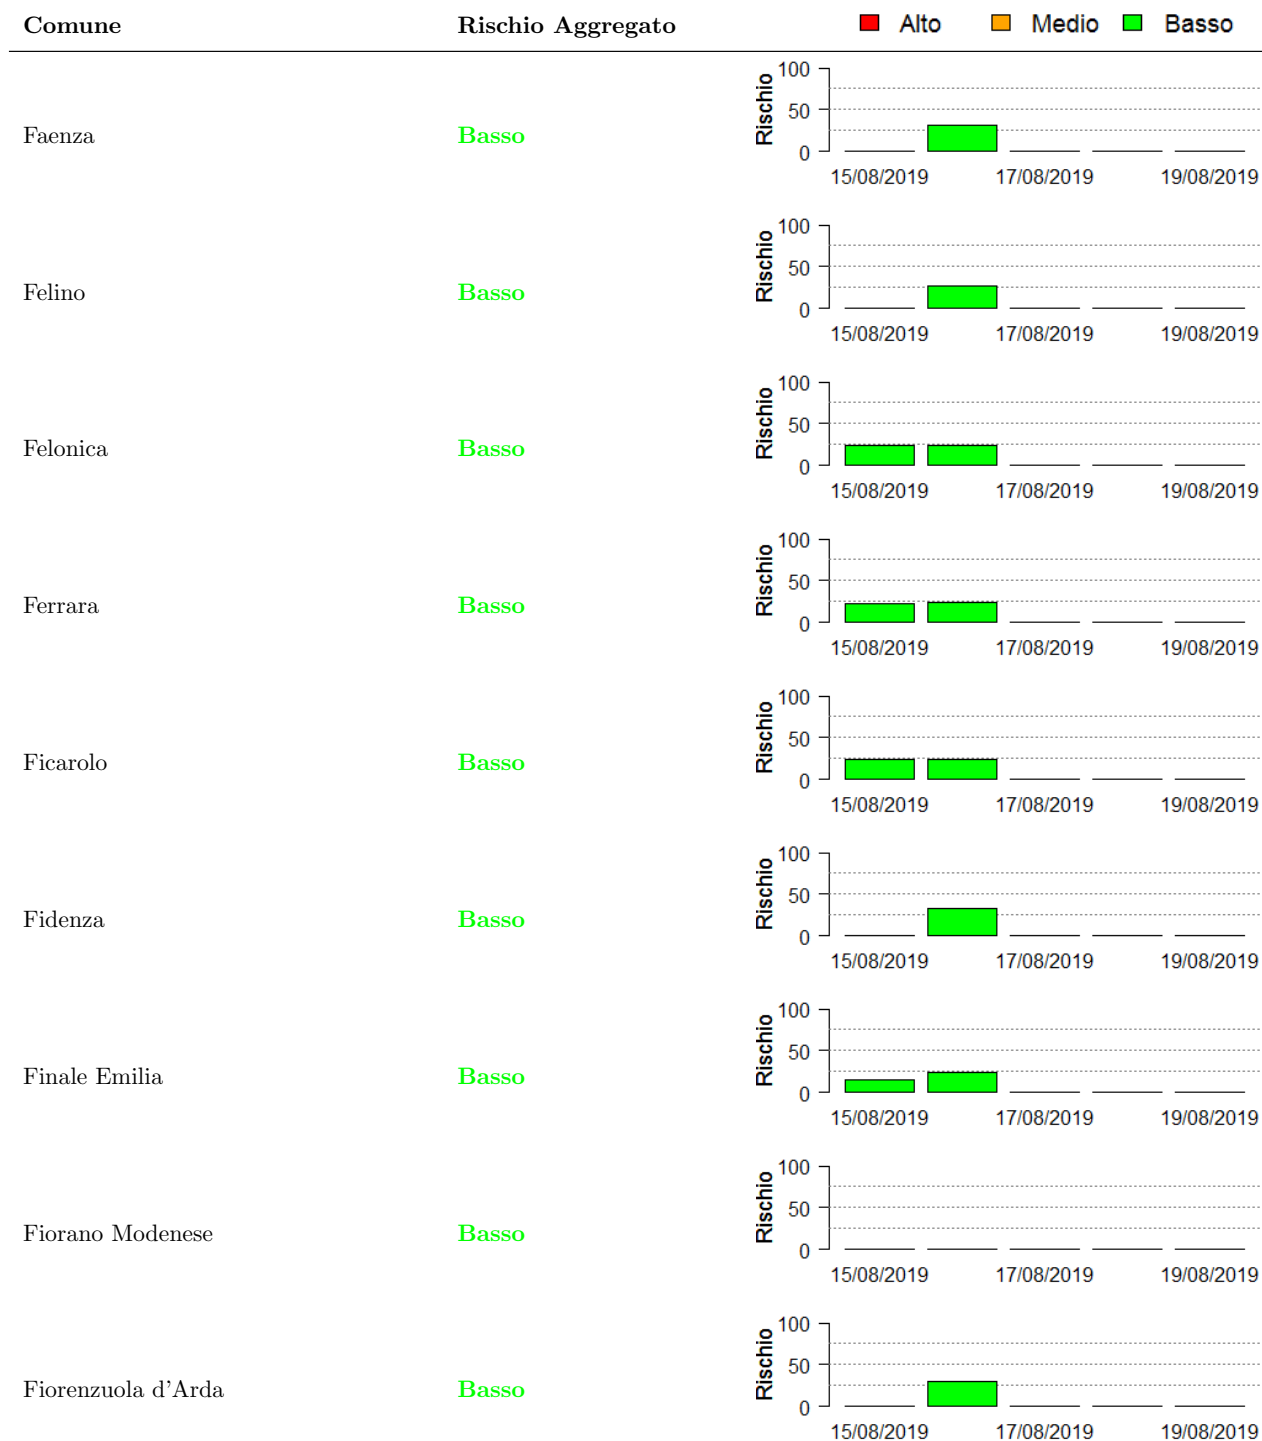 Comune Rischio Aggregato Alto Medio Basso
100
50
0
Rischio
Faenza Basso
15/08/2019 17/08/2019 19/08/2019
100
50
0
Rischio
Felino Basso
15/08/2019 17/08/2019 19/08/2019
100
50
0
Rischio
Felonica Basso
15/08/2019 17/08/2019 19/08/2019
100
50
0
Rischio
Ferrara Basso
15/08/2019 17/08/2019 19/08/2019
100
50
0
Rischio
Ficarolo Basso
15/08/2019 17/08/2019 19/08/2019
100
50
0
Rischio
Fidenza Basso
15/08/2019 17/08/2019 19/08/2019
100
50
0
Rischio
Finale Emilia Basso
15/08/2019 17/08/2019 19/08/2019
100
50
0
Rischio
Fiorano Modenese Basso
15/08/2019 17/08/2019 19/08/2019
100
50
0
Rischio
Fiorenzuola d'Arda Basso
15/08/2019 17/08/2019 19/08/2019